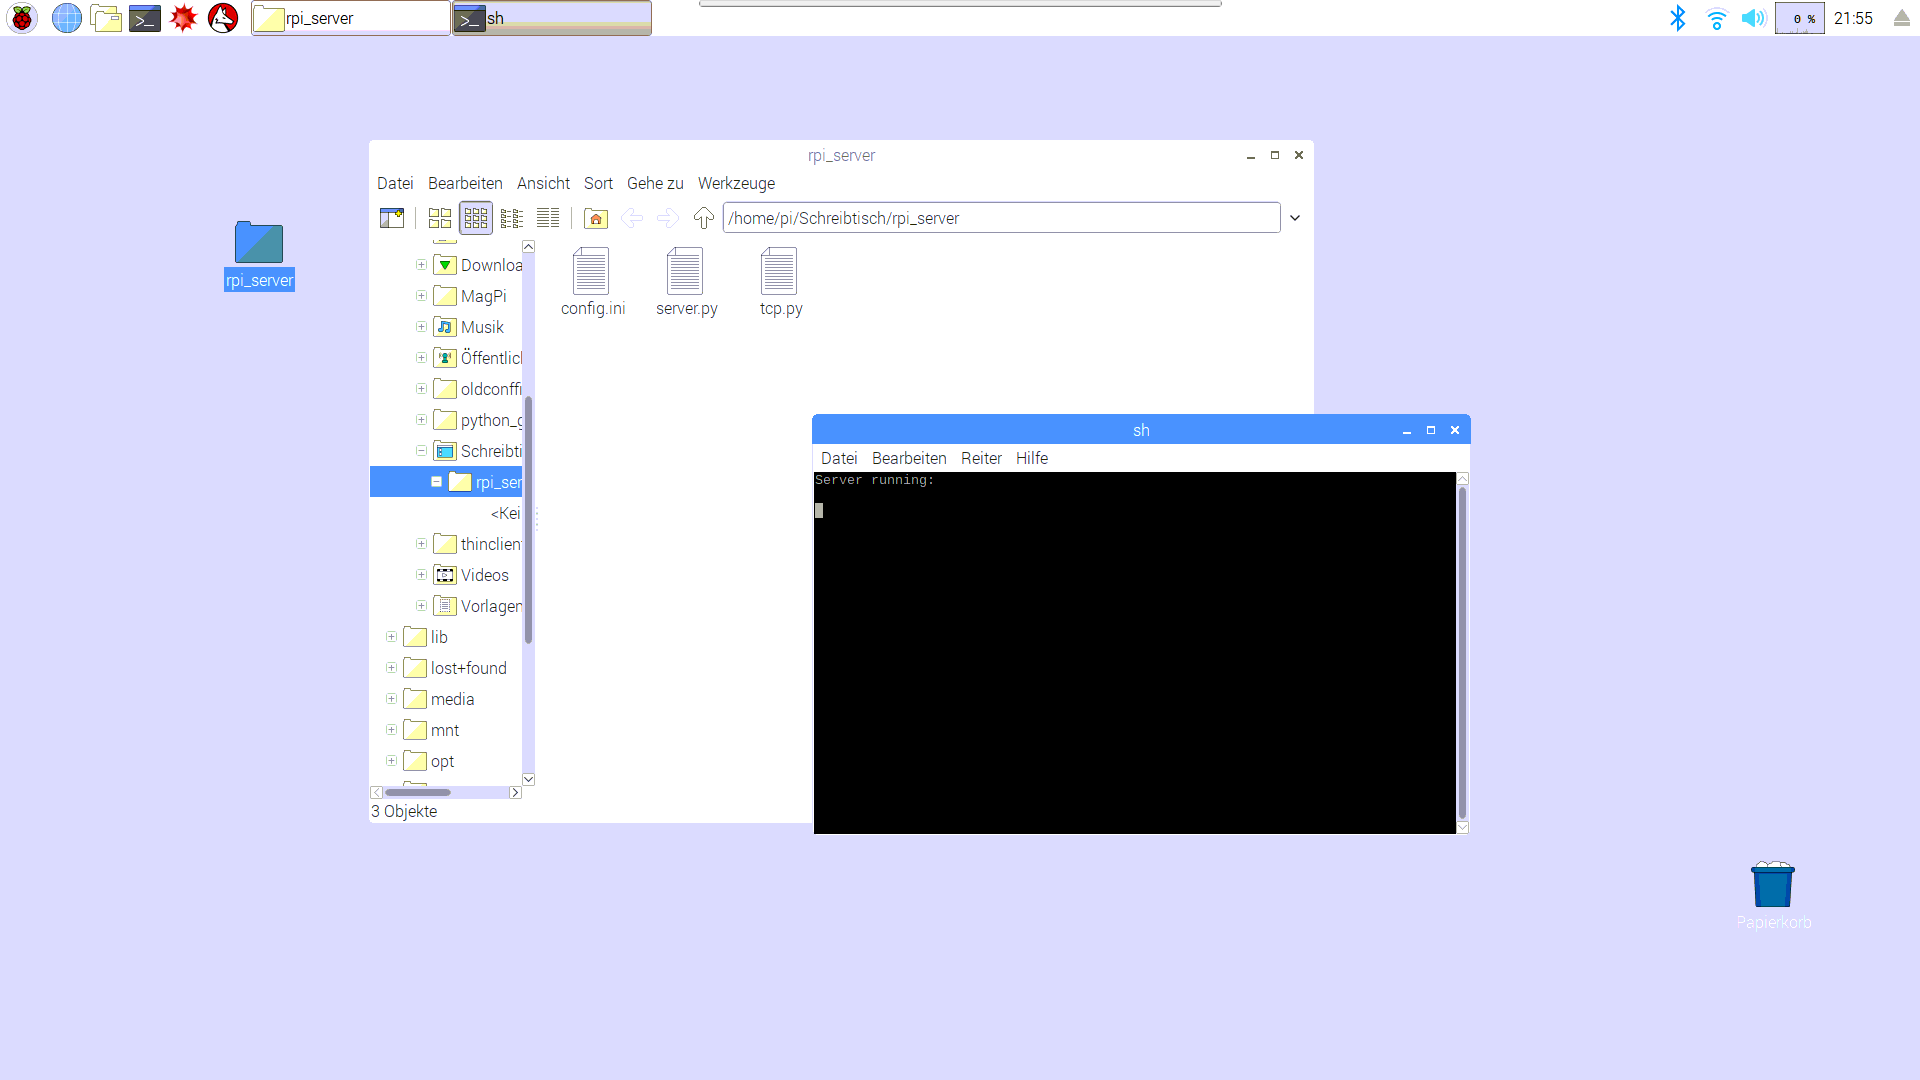 rpi_server
sh
0 %
21:55
rpi_server
rpi_server
Datei Bearbeiten Ansicht Sort Gehe zu Werkzeuge
/home/pi/Schreibtisch/rpi_server
Downloa
MagPi
Musik
Öffentlic
oldconffi
python_g
Schreibti
rpi_ser
<Kei
thinclien
Videos
Vorlagen
lib
lost+found
media
mnt
opt
3 Objekte
config.ini
server.py
tcp.py
sh
Datei Bearbeiten Reiter Hilfe
Server running:
Papierkorb